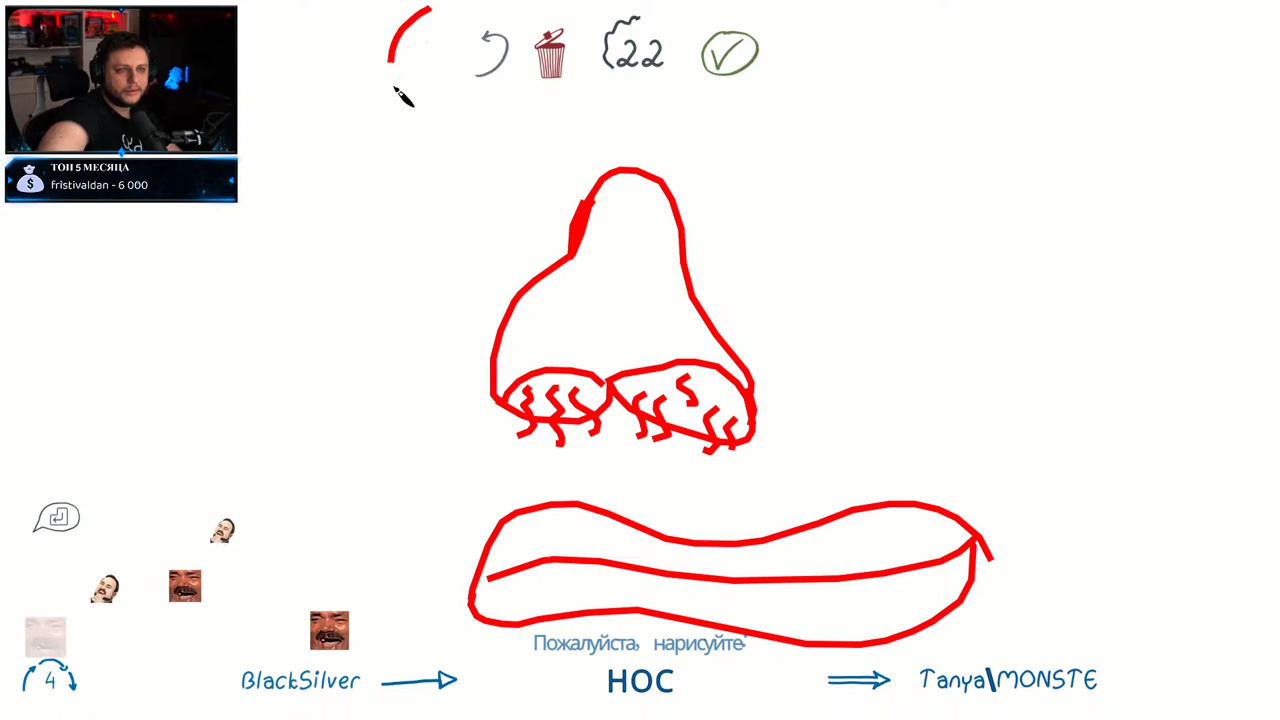 22
ТОП 5 МЕСЯЦА
fristivaldan - 6 000
Пожалуйста, нарисуйте:
4
BlackSilver
НОС
Tanya\MONSTE